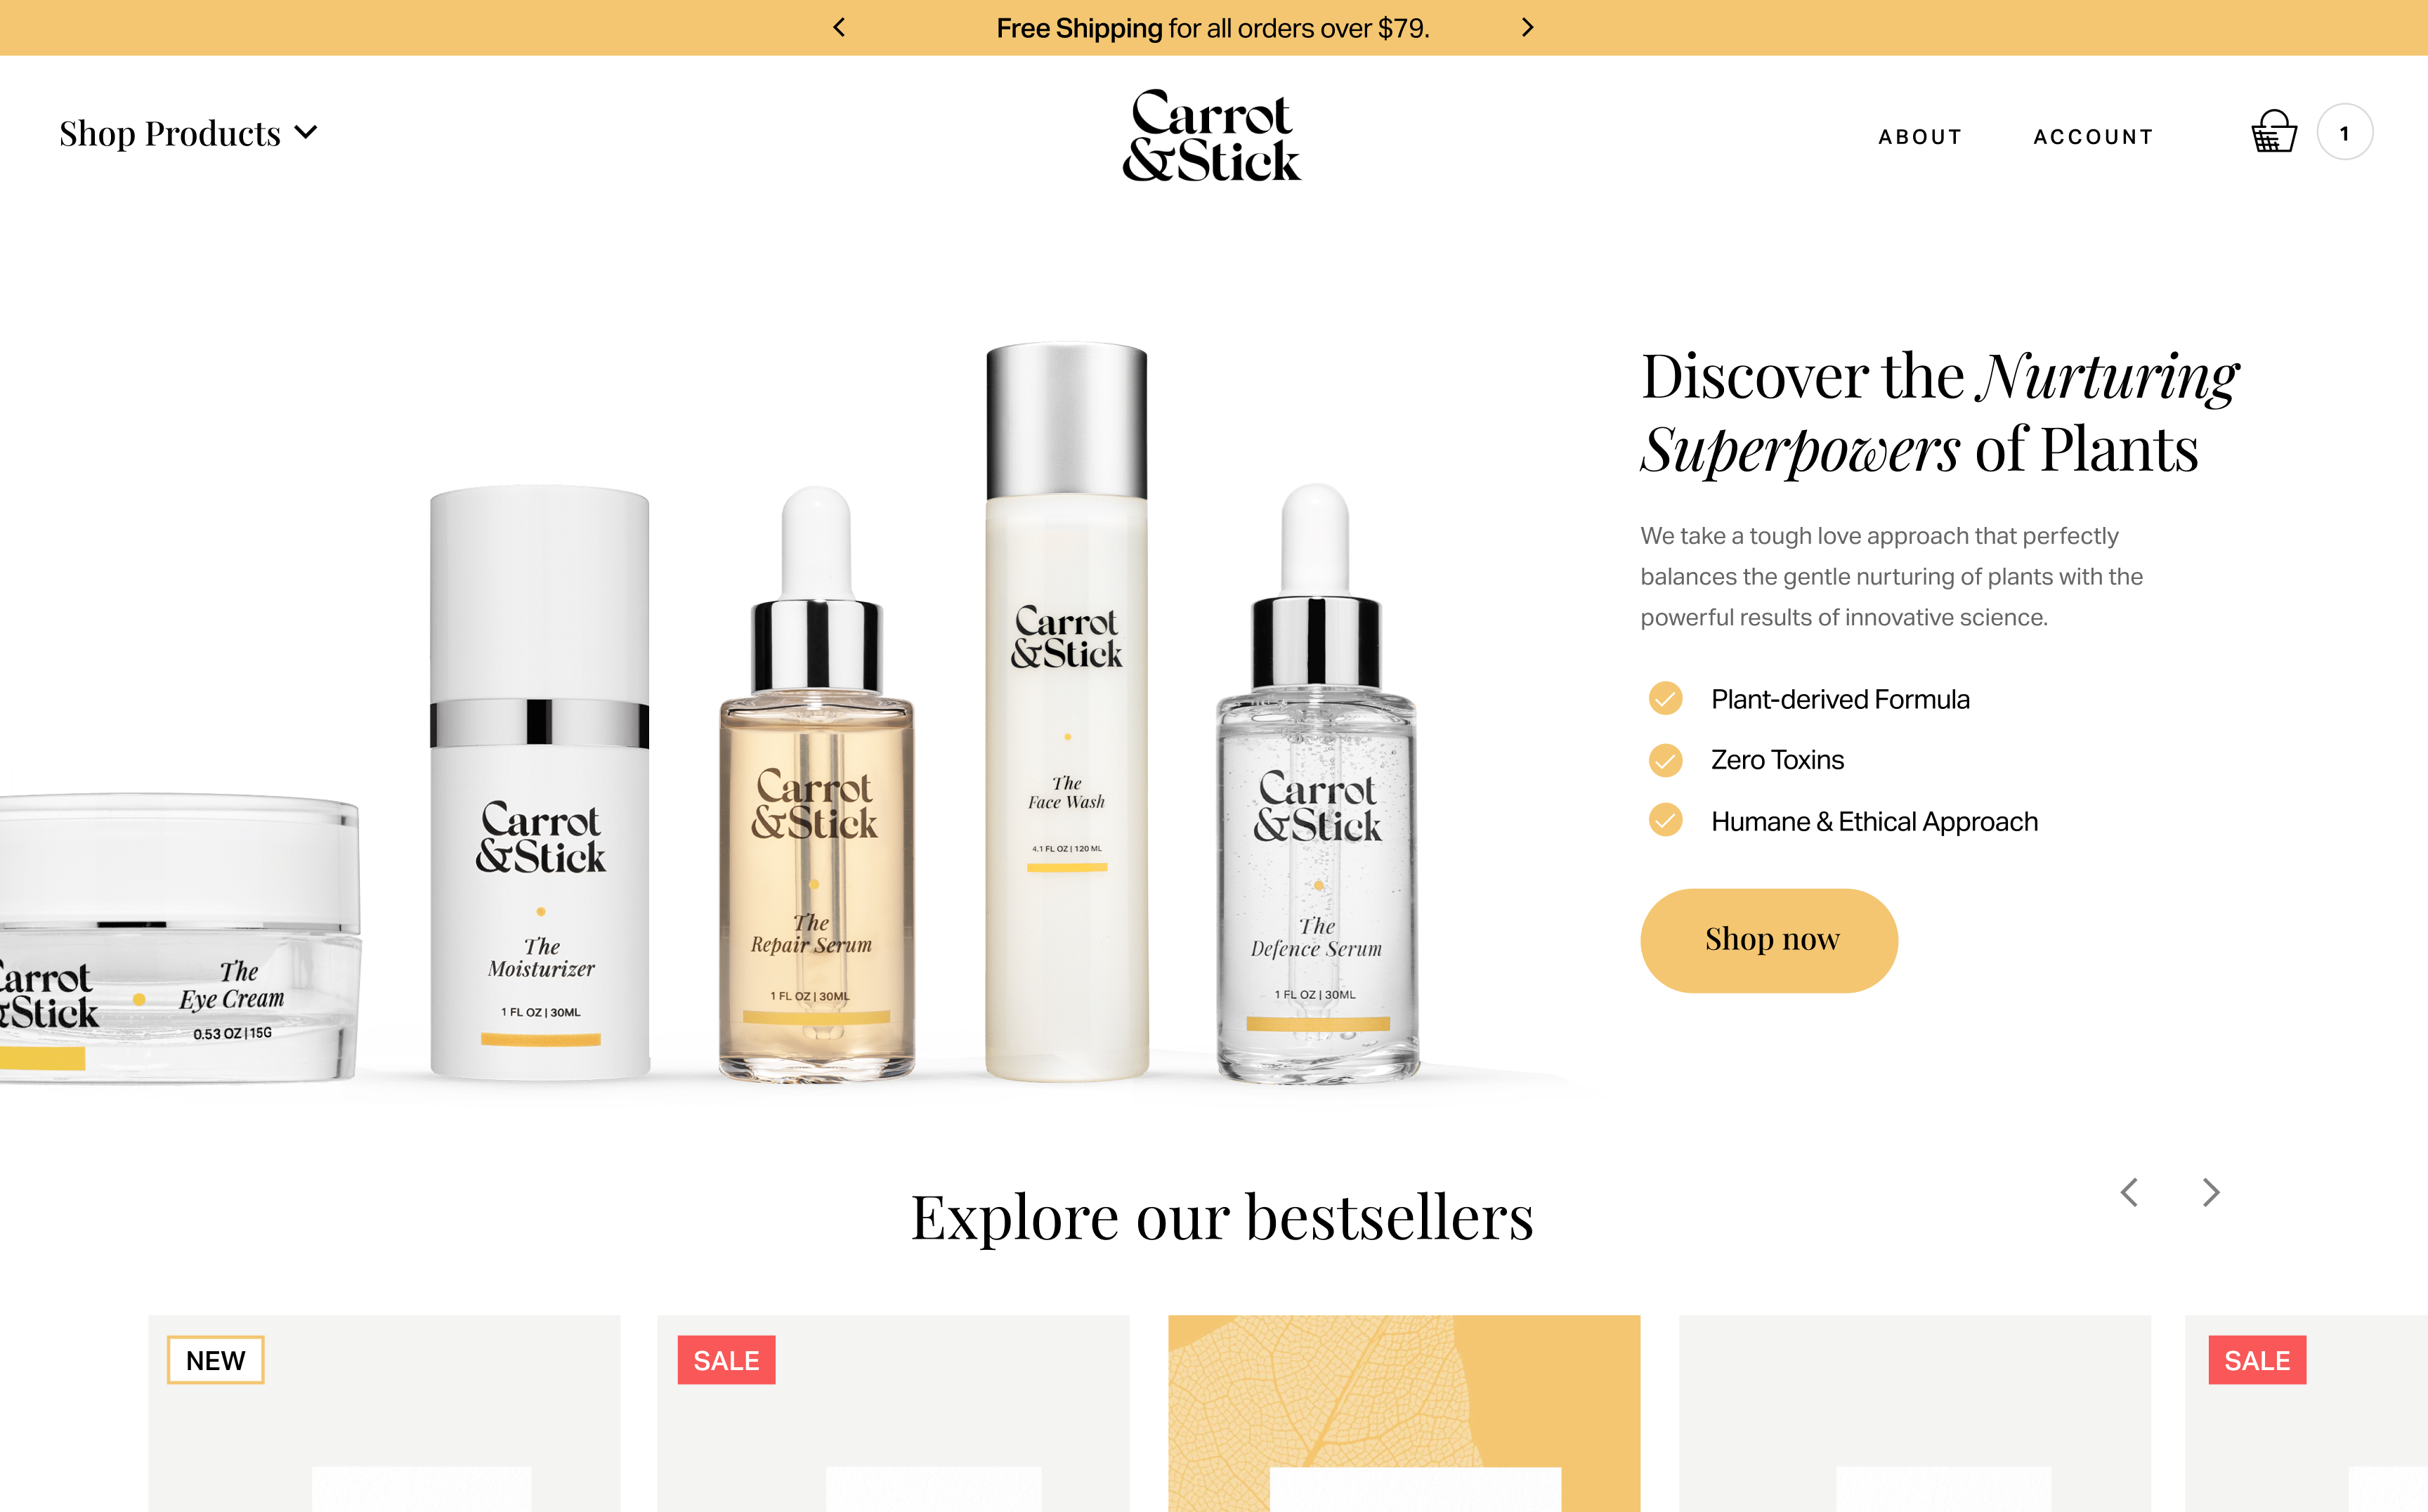 Free Shipping for all orders over $79.
Shop Products
Carrot
&Stick
ABOUT
ACCOUNT
1
Discover the Nurturing
Superpowers of Plants
We take a tough love approach that perfectly
balances the gentle nurturing of plants with the
powerful results of innovative science.
Plant-derived Formula
Zero Toxins
Humane & Ethical Approach
Shop now
Carrot
&Stick
The
Eye Cream
0.53 OZ | 15G
Carrot
&Stick
The
Moisturizer
1 FL OZ | 30ML
Carrot
&Stick
The
Repair Serum
1 FL OZ | 30ML
Carrot
&Stick
The
Face Wash
4.1 FL OZ | 120 ML
Carrot
&Stick
The
Defence Serum
1 FL OZ | 30ML
Explore our bestsellers
NEW
SALE
SALE